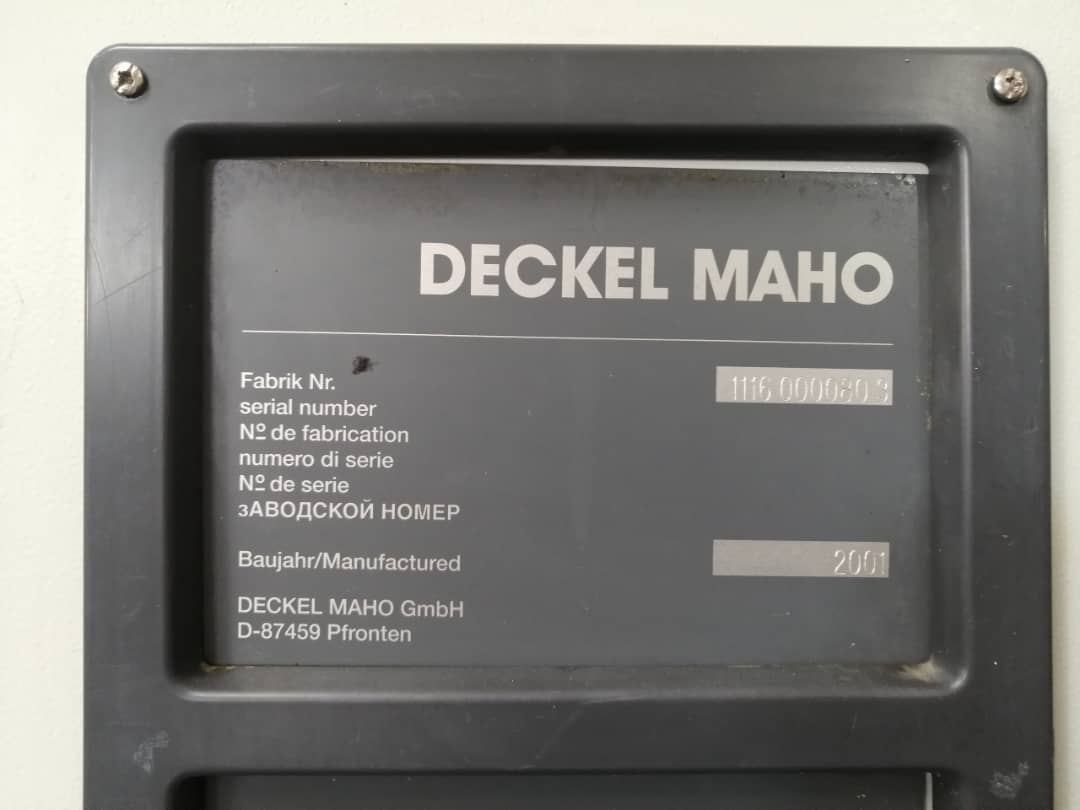 DECKEL MAHO
Fabrik Nr. 1116 000080 3
serial number
Nº de fabrication
numero di serie
Nº de serie
зАВОДСКОЙ НОМЕР
Baujahr/Manufactured 2001
DECKEL MAHO GmbH
D-87459 Pfronten